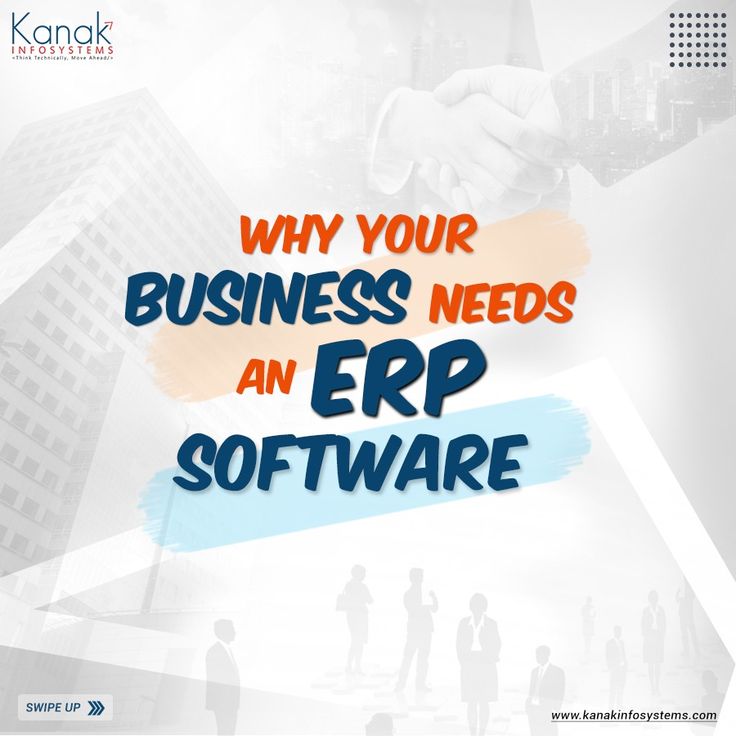 Kanak
INFOSYSTEMS
<Think Technically, Move Ahead/>
WHY YOUR
BUSINESS NEEDS
AN ERP
SOFTWARE
SWIPE UP
www.kanakinfosystems.com